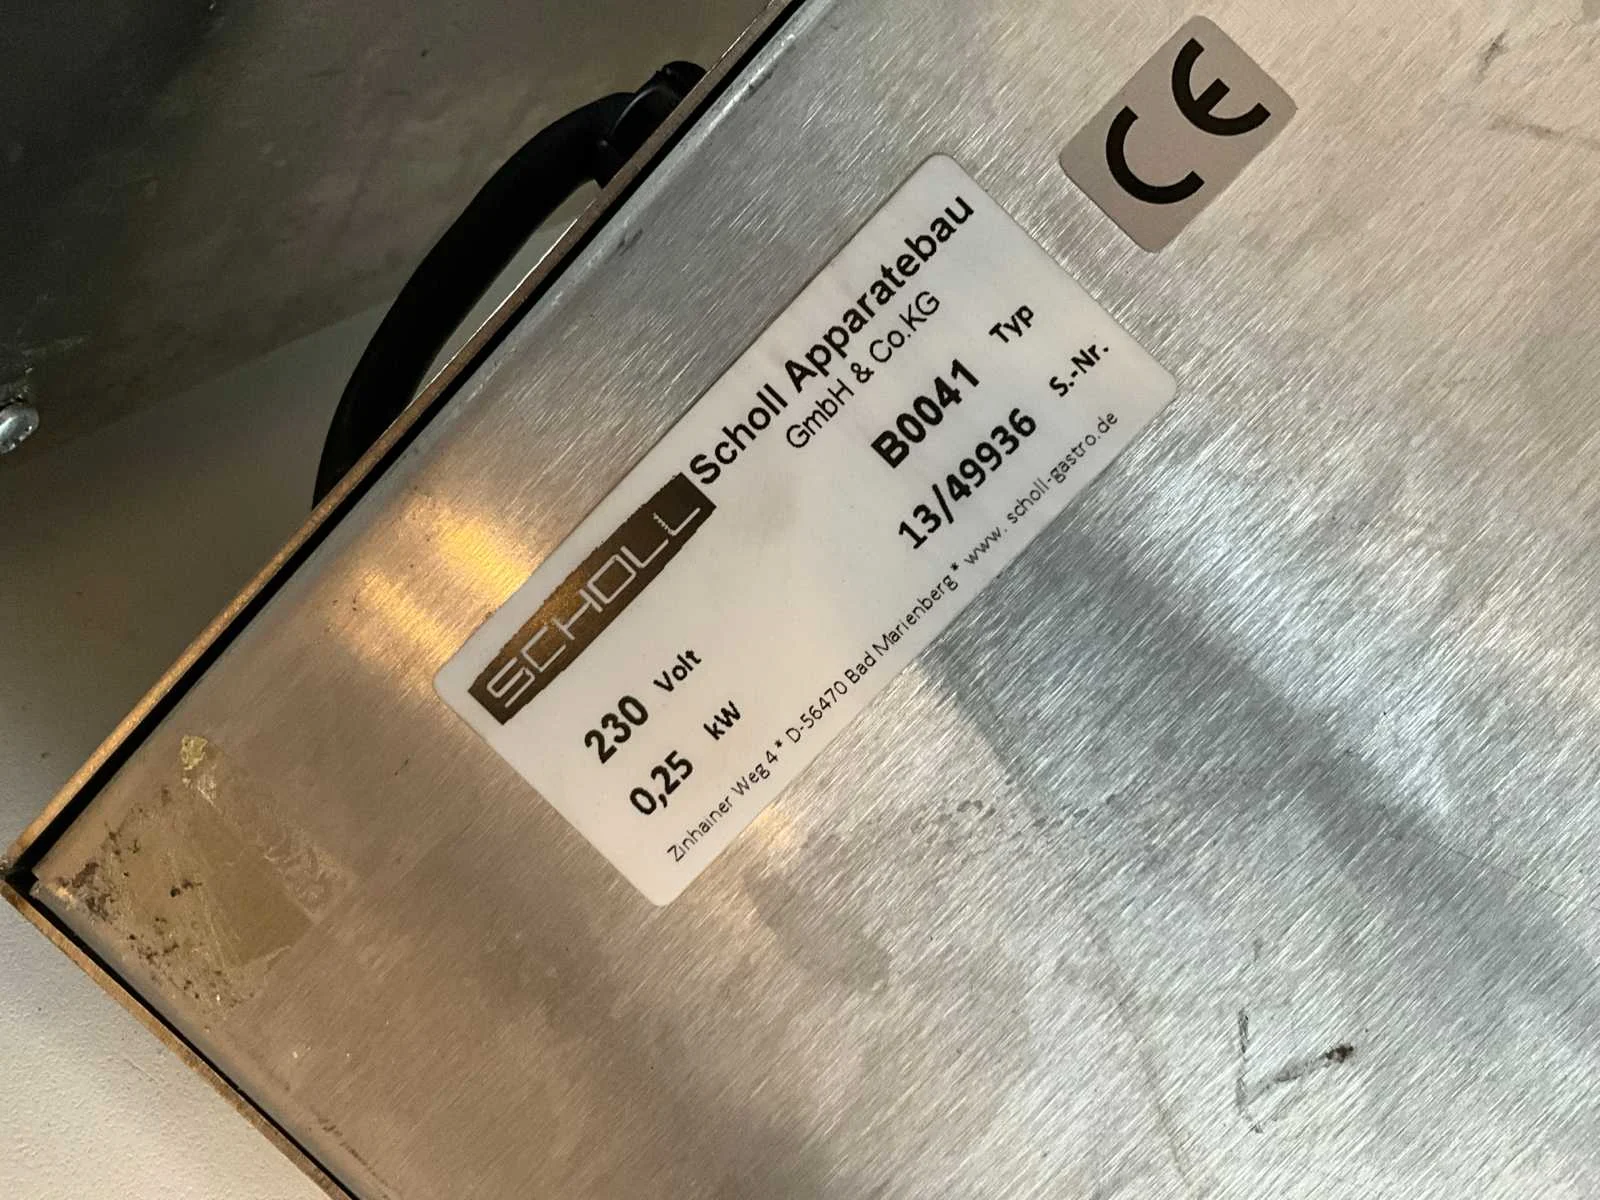 CE
SCHOLL Scholl Apparatebau
GmbH & Co.KG
230 Volt B0041 Typ
0,25 kW 13/49936 S.-Nr.
Zinhainer Weg 4 * D-56470 Bad Marienberg * www. scholl-gastro.de